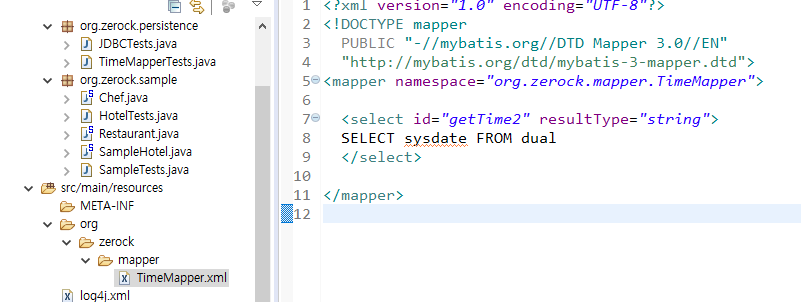 org.zerock.persistence
JDBCTests.java
TimeMapperTests.java
org.zerock.sample
Chef.java
HotelTests.java
Restaurant.java
SampleHotel.java
SampleTests.java
src/main/resources
META-INF
org
zerock
mapper
TimeMapper.xml
log4j.xml
1 <?xml version="1.0" encoding="UTF-8"?>
2 <!DOCTYPE mapper
3 PUBLIC "-//mybatis.org//DTD Mapper 3.0//EN"
4 "http://mybatis.org/dtd/mybatis-3-mapper.dtd">
5 <mapper namespace="org.zerock.mapper.TimeMapper">
6
7 <select id="getTime2" resultType="string">
8 SELECT sysdate FROM dual
9 </select>
10
11 </mapper>
12